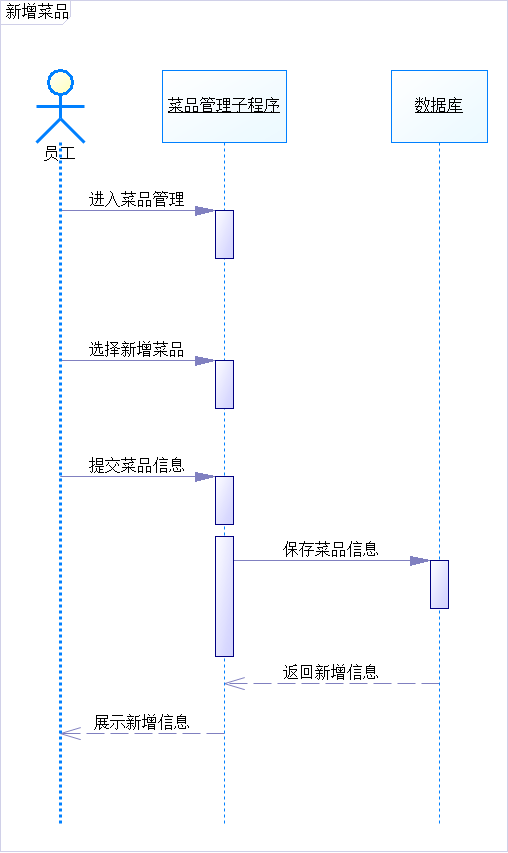 新增菜品
员工
菜品管理子程序
数据库
进入菜品管理
选择新增菜品
提交菜品信息
保存菜品信息
返回新增信息
展示新增信息